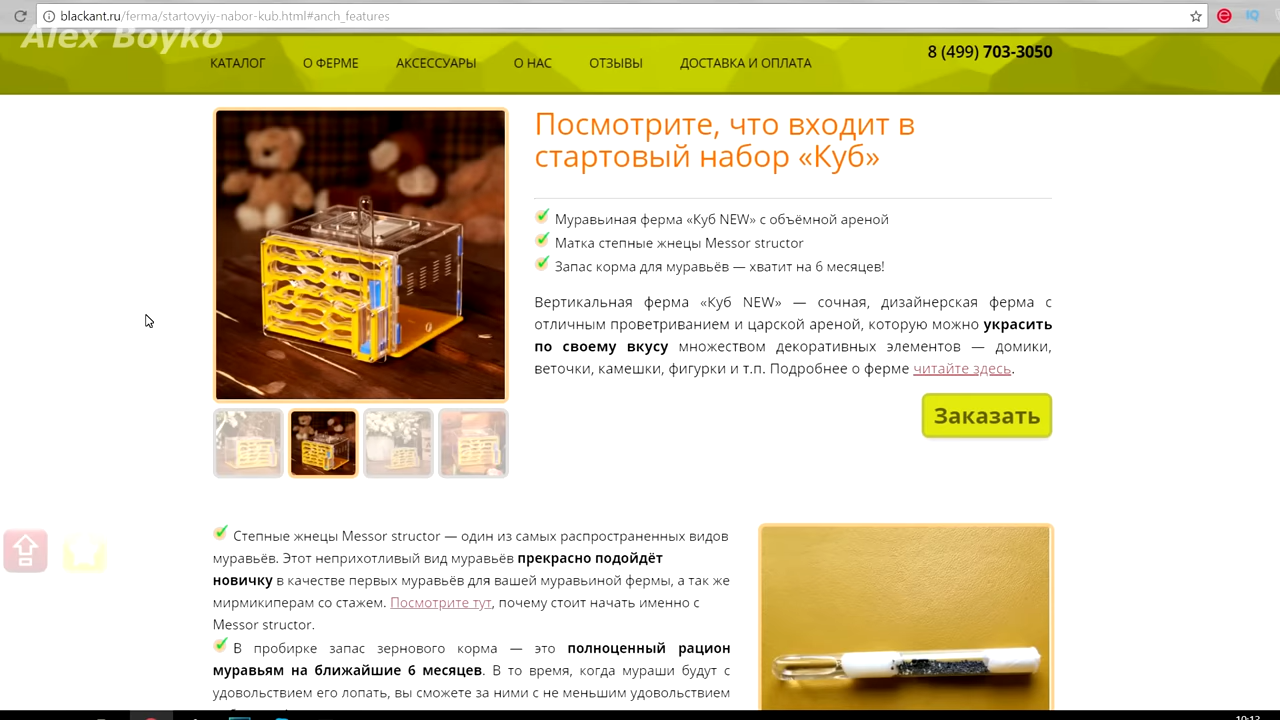 blackant.ru/ferma/startovyiy-nabor-kub.html#anch_features
Alex Boyko
КАТАЛОГ О ФЕРМЕ АКСЕССУАРЫ О НАС ОТЗЫВЫ ДОСТАВКА И ОПЛАТА
8 (499) 703-3050
Посмотрите, что входит в
стартовый набор «Куб»
Муравьиная ферма «Куб NEW» с объёмной ареной
Матка степные жнецы Messor structor
Запас корма для муравьёв — хватит на 6 месяцев!
Вертикальная ферма «Куб NEW» — сочная, дизайнерская ферма с
отличным проветриванием и царской ареной, которую можно украсить
по своему вкусу множеством декоративных элементов — домики,
веточки, камешки, фигурки и т.п. Подробнее о ферме читайте здесь.
Заказать
Степные жнецы Messor structor — один из самых распространенных видов
муравьёв. Этот неприхотливый вид муравьёв прекрасно подойдёт
новичку в качестве первых муравьёв для вашей муравьиной фермы, а так же
мирмикиперам со стажем. Посмотрите тут, почему стоит начать именно с
Messor structor.
В пробирке запас зернового корма — это полноценный рацион
муравьям на ближайшие 6 месяцев. В то время, когда мураши будут с
удовольствием его лопать, вы сможете за ними с не меньшим удовольствием